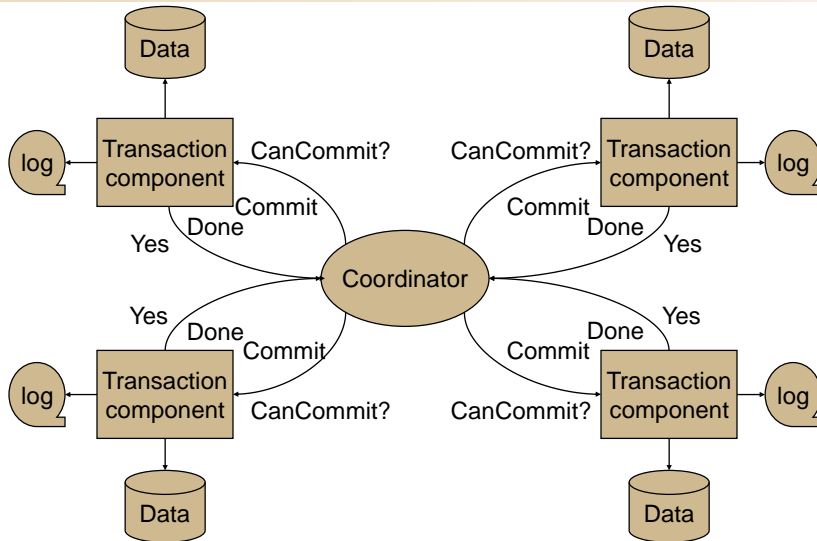 Data
Data
log
Transaction
component
CanCommit?
CanCommit?
Transaction
component
log
Commit
Commit
Done
Done
Yes
Yes
Coordinator
Yes
Yes
Done
Done
Commit
Commit
log
Transaction
component
CanCommit?
CanCommit?
Transaction
component
log
Data
Data